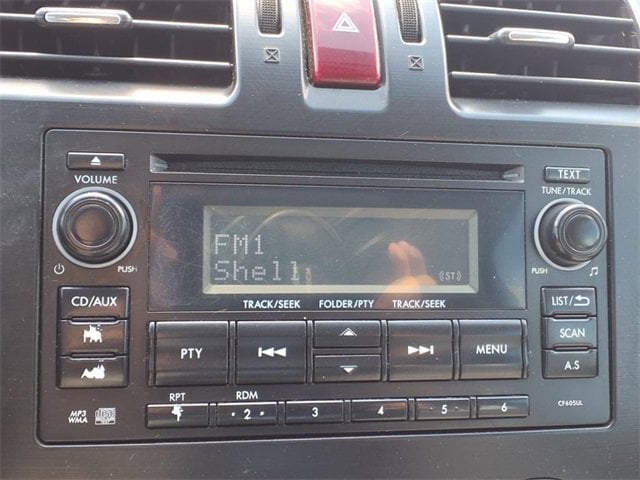 TEXT
VOLUME
TUNE/TRACK
FM1
Shell
((ST))
PUSH
PUSH
TRACK/SEEK FOLDER/PTY TRACK/SEEK
CD/AUX
LIST/
PTY
MENU
SCAN
A.S
RPT RDM
2 3 4 5 6
MP3
WMA
CF605UL